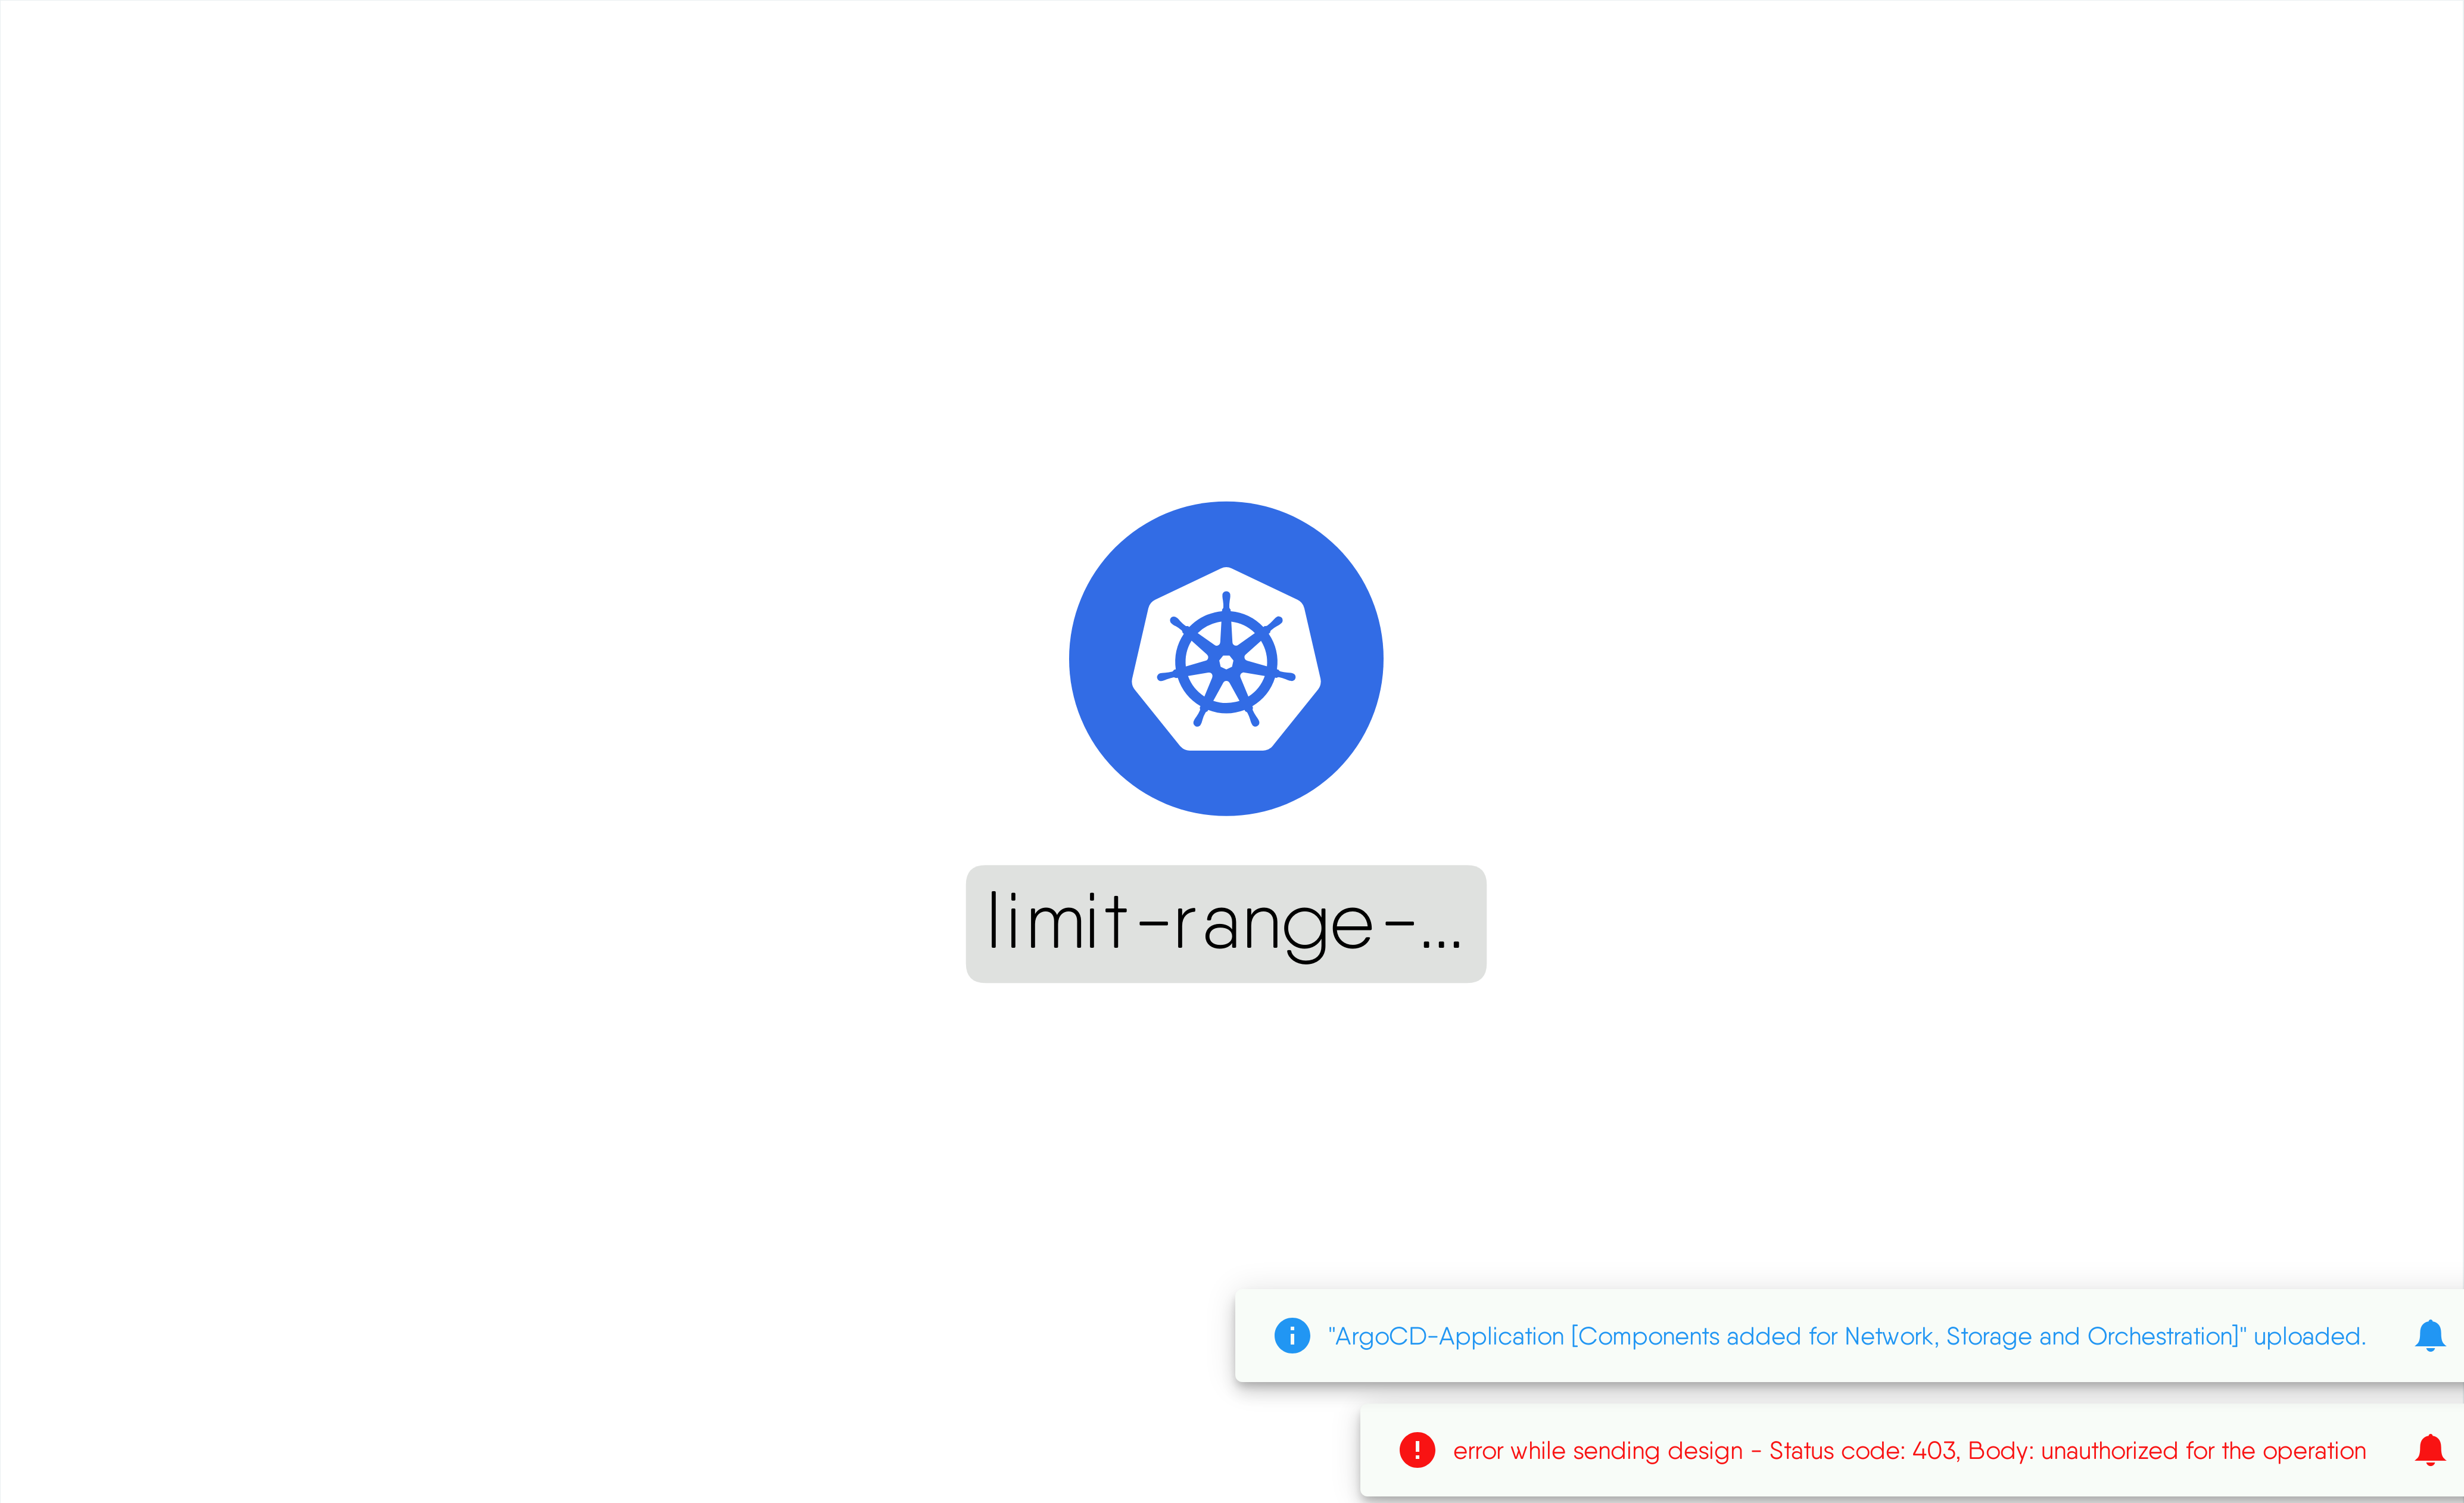 limit-range-...
"ArgoCD-Application [Components added for Network, Storage and Orchestration]" uploaded.
error while sending design - Status code: 403, Body: unauthorized for the operation